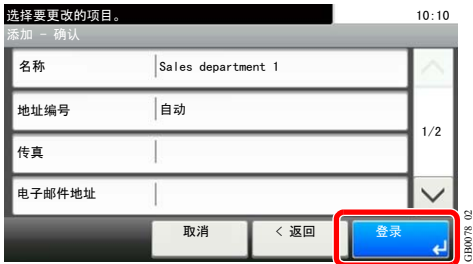 选择要更改的项目。 10:10
添加 - 确认
名称 Sales department 1
地址编号 自动
1/2
传真
电子邮件地址
取消 < 返回 登录
GB0078_02